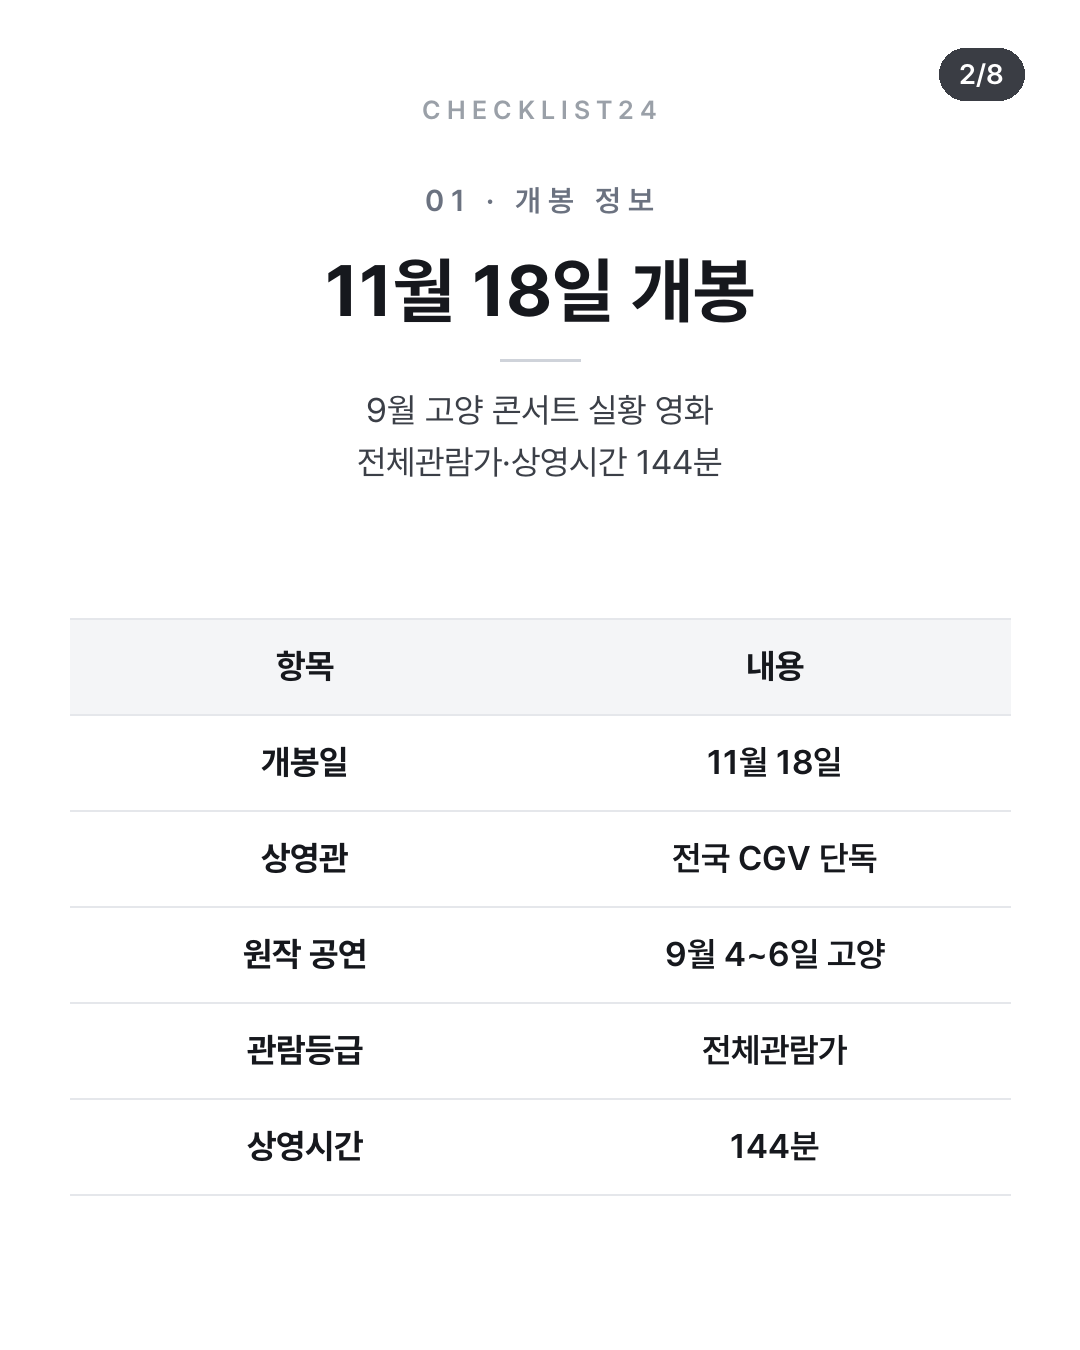 2/8
CHECKLIST24
01 · 개봉 정보
11월 18일 개봉
9월 고양 콘서트 실황 영화
전체관람가·상영시간 144분
항목 내용
개봉일 11월 18일
상영관 전국 CGV 단독
원작 공연 9월 4~6일 고양
관람등급 전체관람가
상영시간 144분